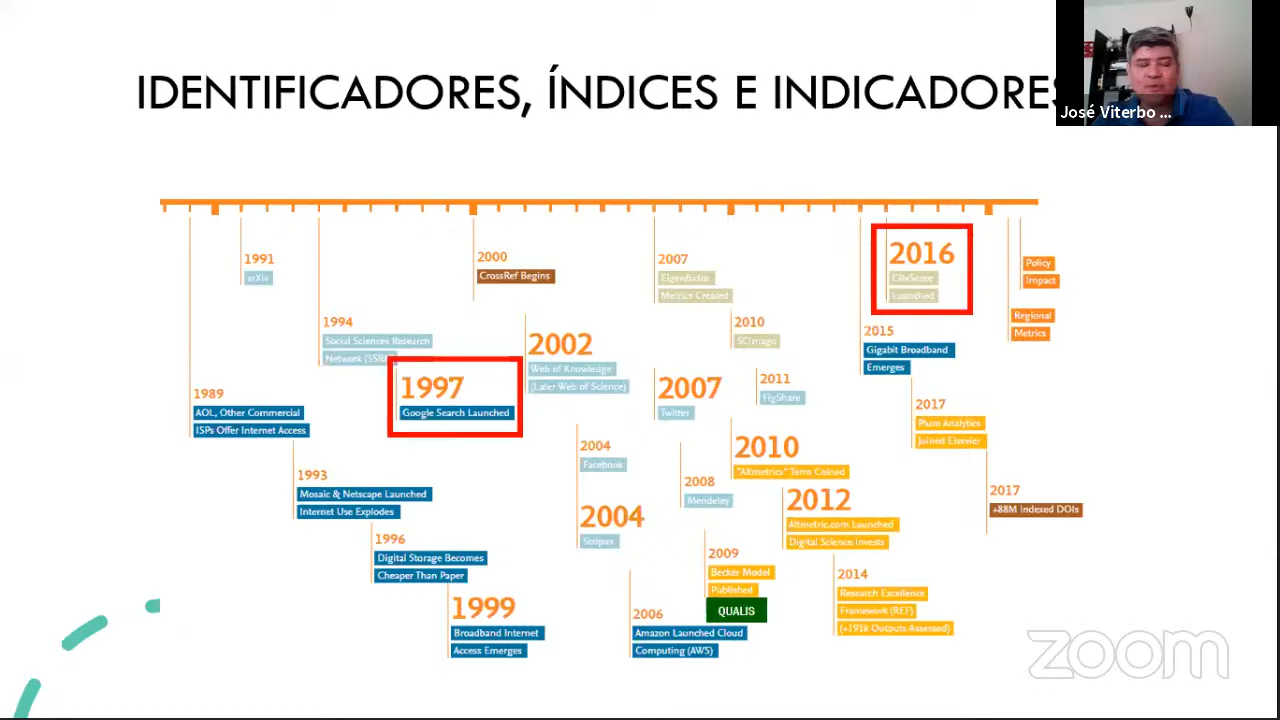 IDENTIFICADORES, ÍNDICES E INDICADORES
José Viterbo ...
1991
arXiv
2000
CrossRef Begins
2007
Eigenfactor
Metrics Created
2016
CiteScore
Launched
Policy
Impact
Regional
Metrics
1994
Social Sciences Research
Network (SSRN)
2002
Web of Knowledge
(Later Web of Science)
2010
SCImago
2015
Gigabit Broadband
Emerges
1989
AOL, Other Commercial
ISPs Offer Internet Access
1997
Google Search Launched
2007
Twitter
2011
FigShare
2017
Plum Analytics
Joined Elsevier
1993
Mosaic & Netscape Launched
Internet Use Explodes
2004
Facebook
2010
"Altmetrics" Term Coined
2008
Mendeley
2012
Altmetric.com Launched
Digital Science Invests
2017
+88M Indexed DOIs
1996
Digital Storage Becomes
Cheaper Than Paper
2004
Scopus
2009
Becker Model
Published
QUALIS
2014
Research Excellence
Framework (REF)
(+191k Outputs Assessed)
1999
Broadband Internet
Access Emerges
2006
Amazon Launched Cloud
Computing (AWS)
zoom